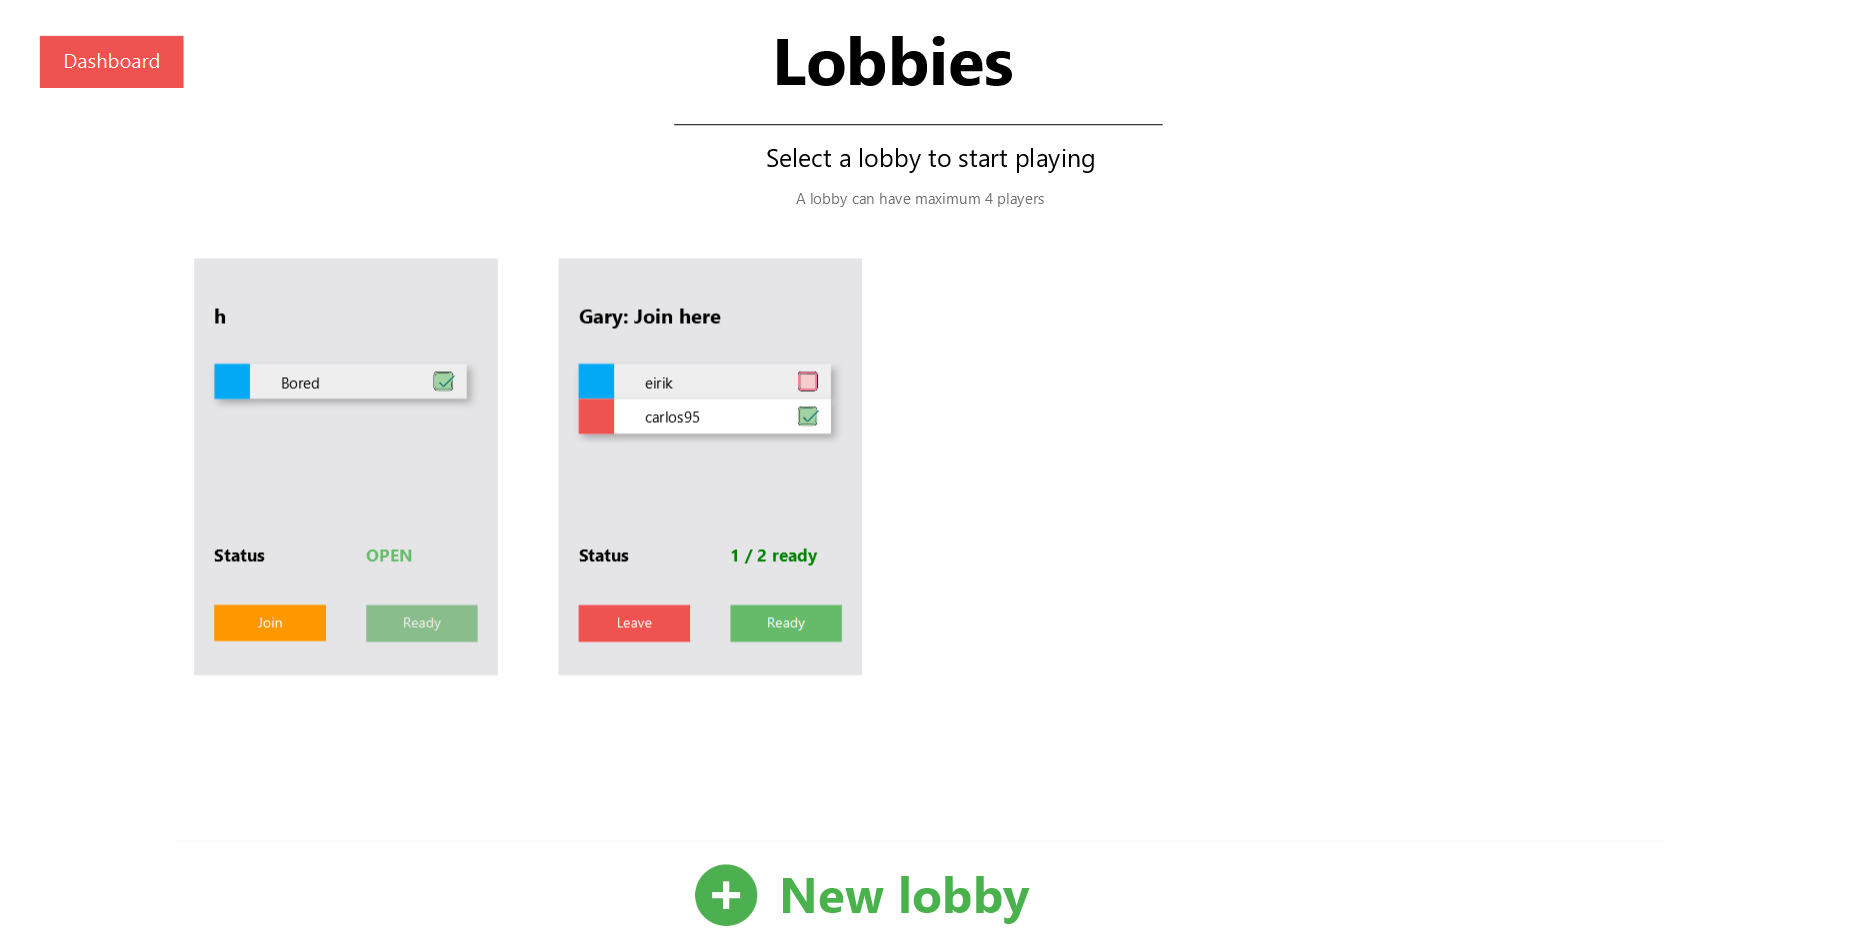 Dashboard
Lobbies
Select a lobby to start playing
A lobby can have maximum 4 players
h
Bored
Status OPEN
Join Ready
Gary: Join here
eirik
carlos95
Status 1 / 2 ready
Leave Ready
New lobby